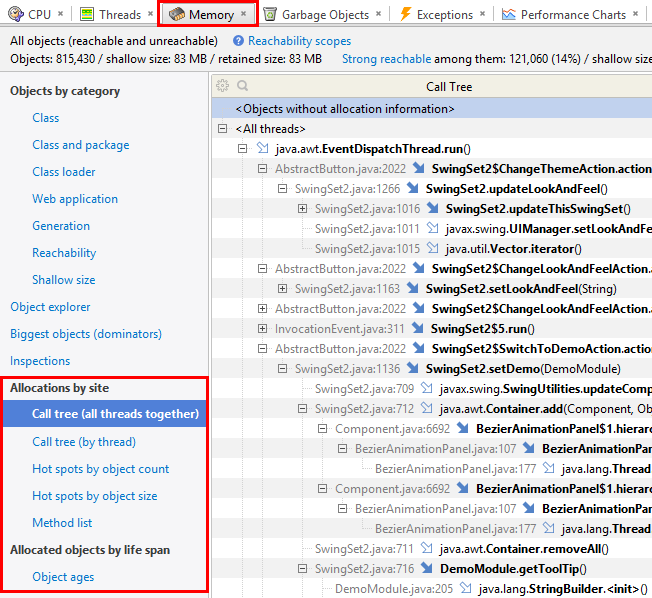 CPU Threads Memory Garbage Objects Exceptions Performance Charts
All objects (reachable and unreachable) Reachability scopes
Objects: 815,430 / shallow size: 83 MB / retained size: 83 MB Strong reachable among them: 121,060 (14%) / shallow size
Objects by category
Class
Class and package
Class loader
Web application
Generation
Reachability
Shallow size
Object explorer
Biggest objects (dominators)
Inspections
Allocations by site
Call tree (all threads together)
Call tree (by thread)
Hot spots by object count
Hot spots by object size
Method list
Allocated objects by life span
Object ages
Call Tree
<Objects without allocation information>
<All threads>
java.awt.EventDispatchThread.run()
AbstractButton.java:2022 SwingSet2$ChangeThemeAction.action
SwingSet2.java:1266 SwingSet2.updateLookAndFeel()
SwingSet2.java:1016 SwingSet2.updateThisSwingSet()
SwingSet2.java:1011 javax.swing.UIManager.setLookAndFe
SwingSet2.java:1015 java.util.Vector.iterator()
AbstractButton.java:2022 SwingSet2$ChangeLookAndFeelAction.a
SwingSet2.java:1163 SwingSet2.setLookAndFeel(String)
AbstractButton.java:2022 SwingSet2$ChangeLookAndFeelAction.a
InvocationEvent.java:311 SwingSet2$5.run()
AbstractButton.java:2022 SwingSet2$SwitchToDemoAction.action
SwingSet2.java:1136 SwingSet2.setDemo(DemoModule)
SwingSet2.java:709 javax.swing.SwingUtilities.updateComp
SwingSet2.java:712 java.awt.Container.add(Component, Ob
Component.java:6692 BezierAnimationPanel$1.hierarc
BezierAnimationPanel.java:107 BezierAnimationPanel
BezierAnimationPanel.java:177 java.lang.Thread
Component.java:6692 BezierAnimationPanel$1.hierarc
BezierAnimationPanel.java:107 BezierAnimationPanel
BezierAnimationPanel.java:177 java.lang.Thread
SwingSet2.java:711 java.awt.Container.removeAll()
SwingSet2.java:716 DemoModule.getToolTip()
DemoModule.java:205 java.lang.StringBuilder.<init>()